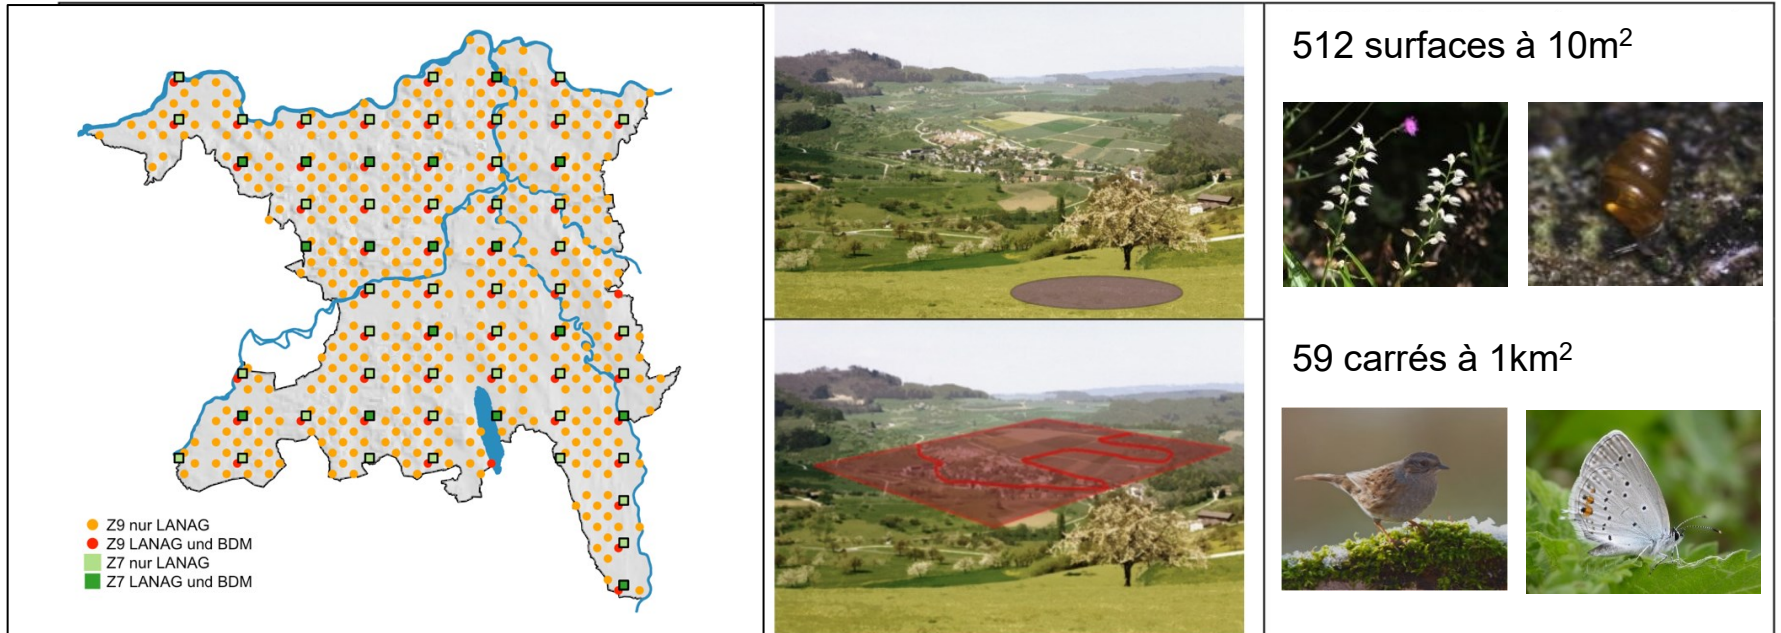 512 surfaces à 10m²
59 carrés à 1km²
Z9 nur LANAG
Z9 LANAG und BDM
Z7 nur LANAG
Z7 LANAG und BDM